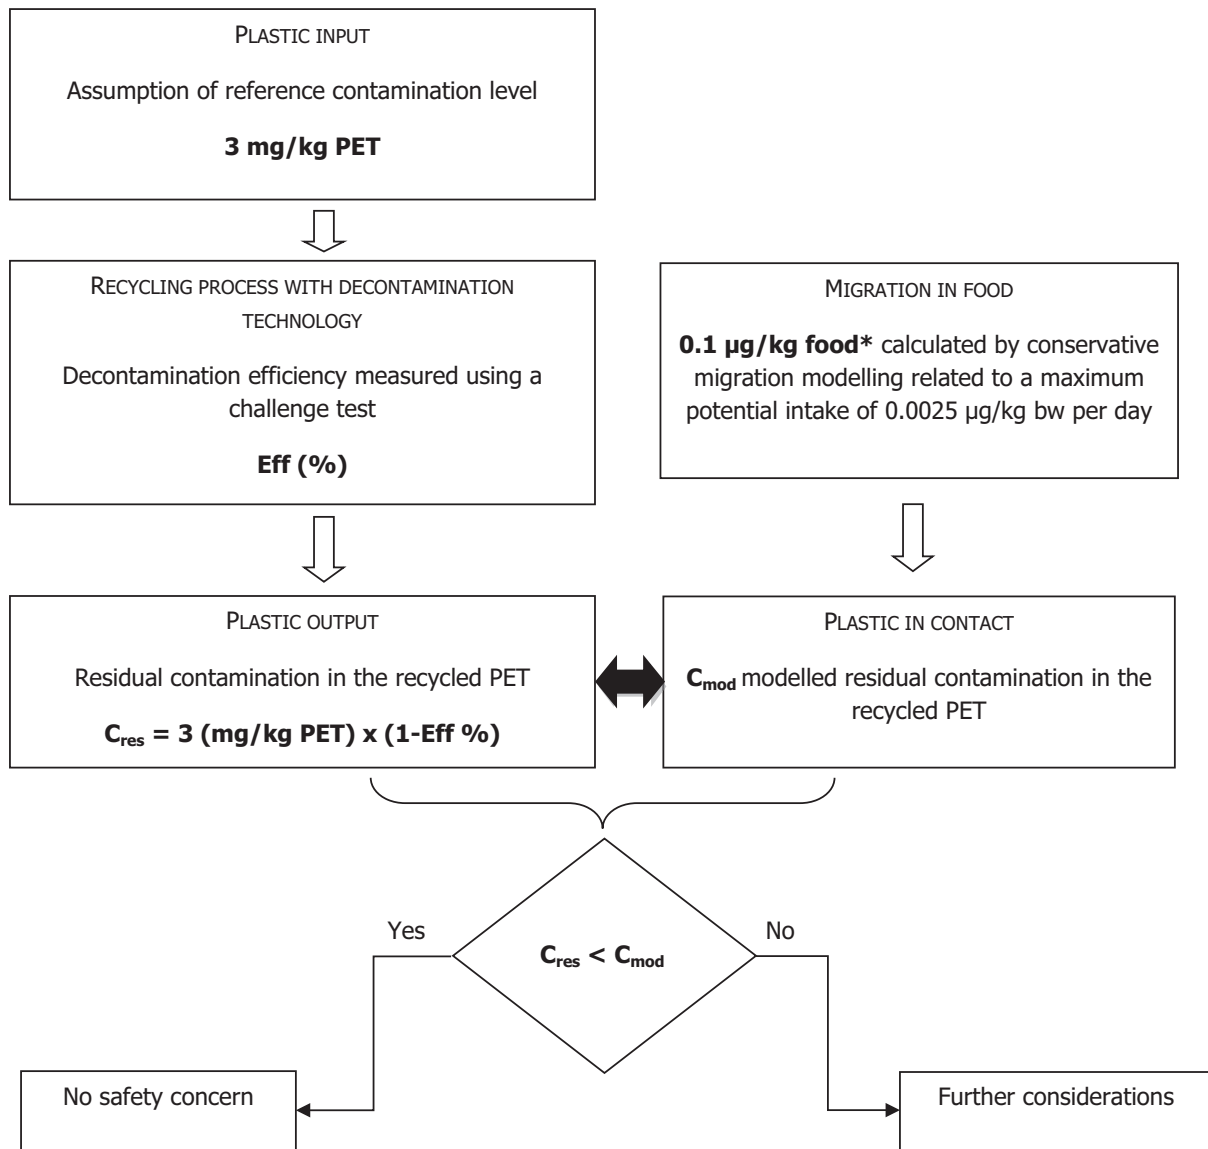 PLASTIC INPUT
Assumption of reference contamination level
3 mg/kg PET
RECYCLING PROCESS WITH DECONTAMINATION
TECHNOLOGY
Decontamination efficiency measured using a
challenge test
Eff (%)
MIGRATION IN FOOD
0.1 µg/kg food* calculated by conservative
migration modelling related to a maximum
potential intake of 0.0025 µg/kg bw per day
PLASTIC OUTPUT
Residual contamination in the recycled PET
Cres = 3 (mg/kg PET) x (1-Eff %)
PLASTIC IN CONTACT
Cmod modelled residual contamination in the
recycled PET
Yes
Cres < Cmod
No
No safety concern
Further considerations